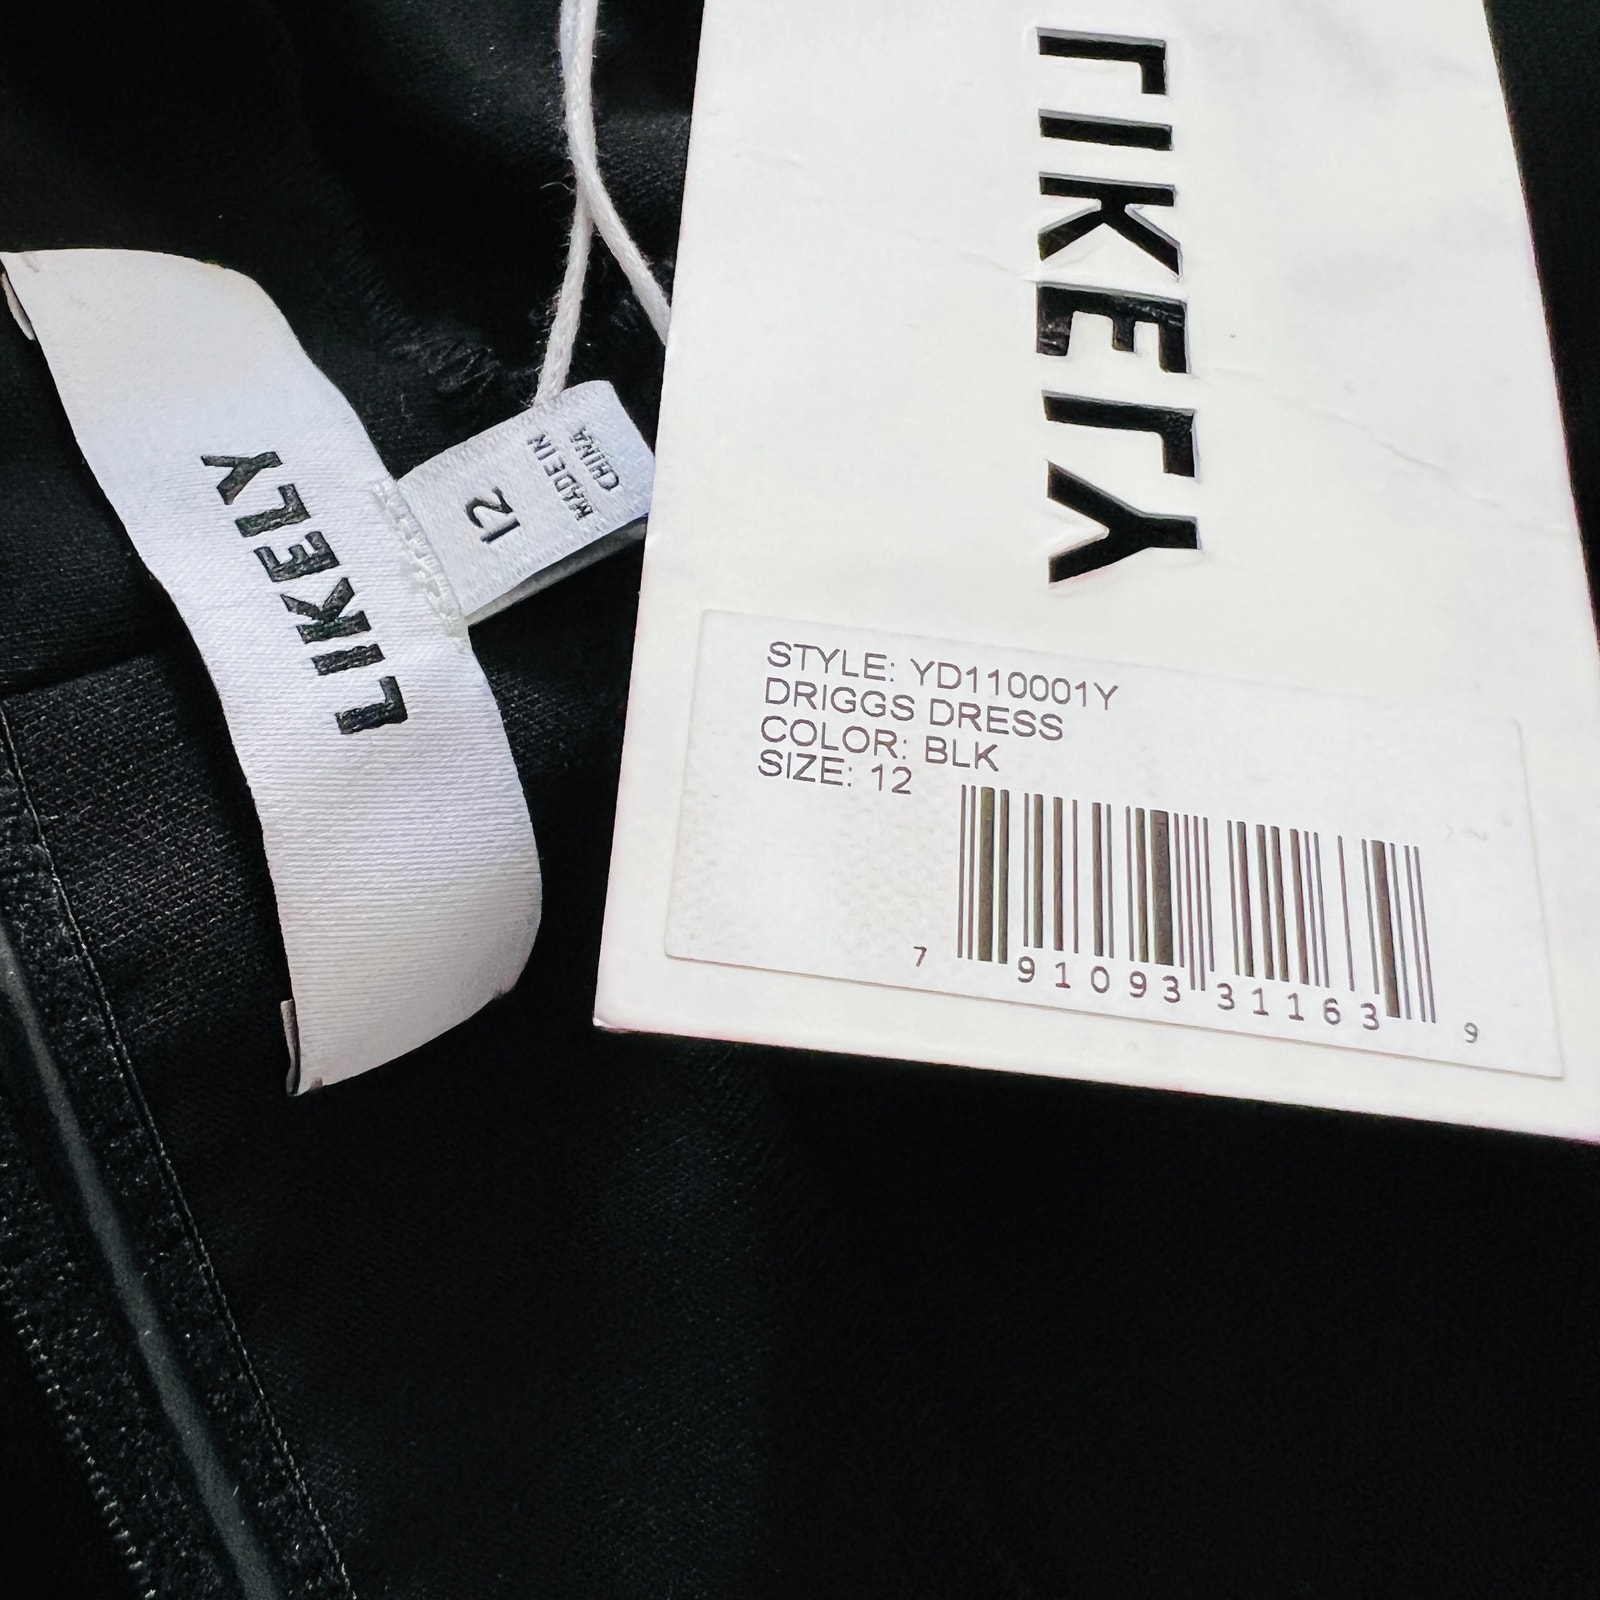 LIKELY
12
MADE IN
CHINA
LIKELY
STYLE: YD110001Y
DRIGGS DRESS
COLOR: BLK
SIZE: 12
7 91093 31163 9